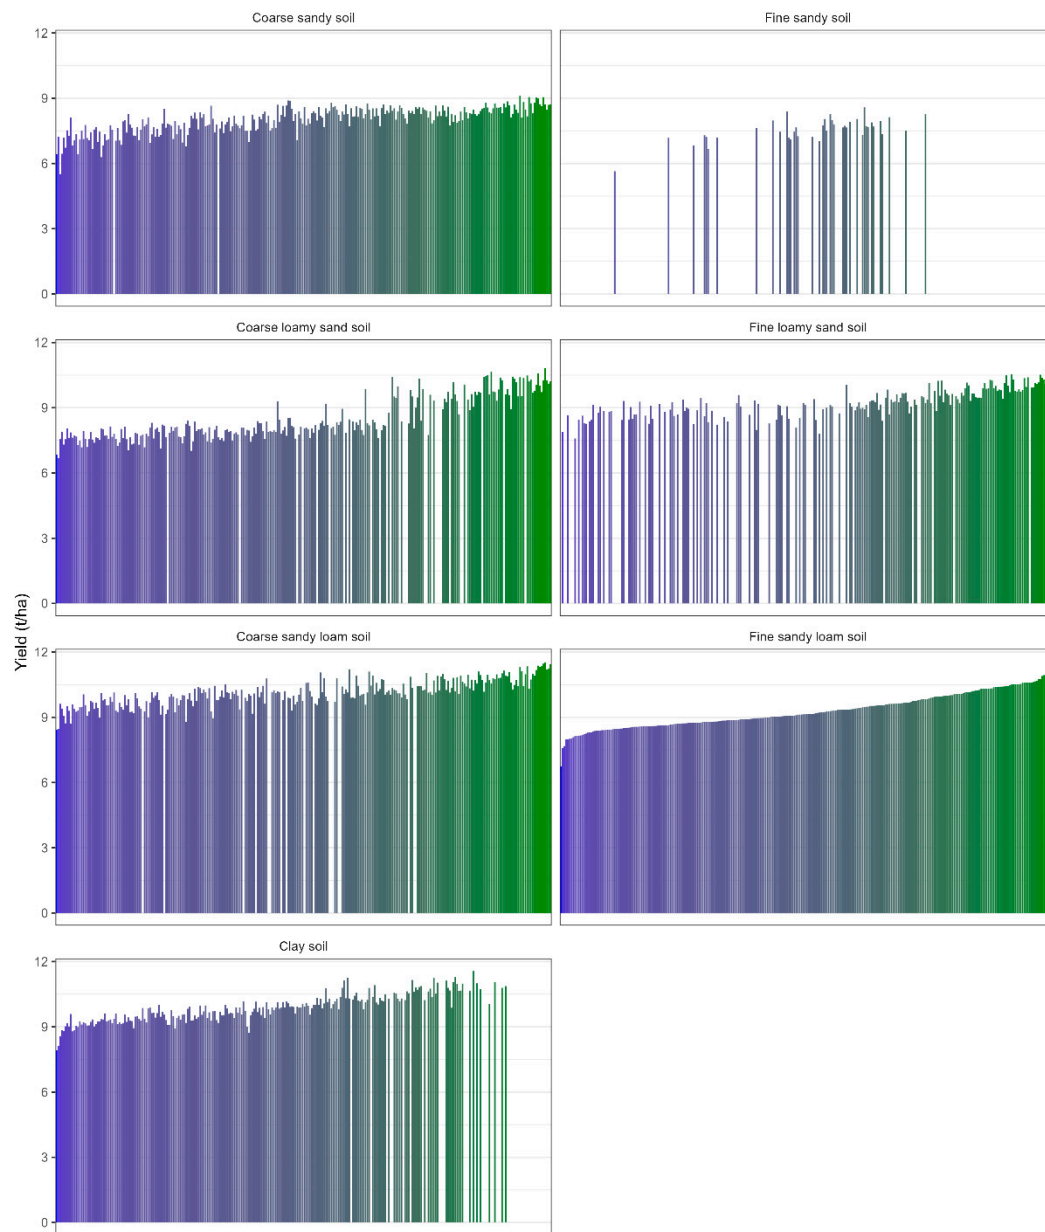 Coarse sandy soil
Fine sandy soil
12
9
6
3
0
Coarse loamy sand soil
Fine loamy sand soil
12
9
6
3
0
Yield (t/ha)
Coarse sandy loam soil
Fine sandy loam soil
12
9
6
3
0
Clay soil
12
9
6
3
0